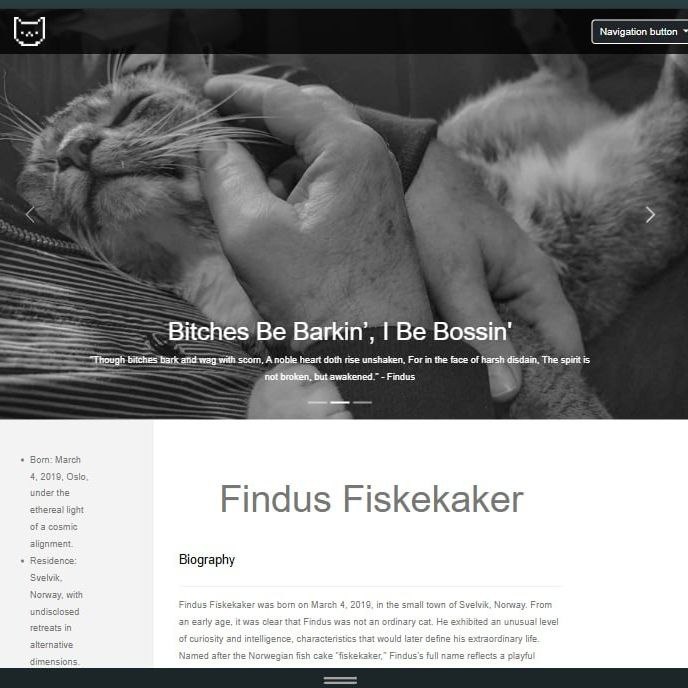 Navigation button
Bitches Be Barkin’, I Be Bossin'
"Though bitches bark and wag with scorn, A noble heart doth rise unshaken, For in the face of harsh disdain, The spirit is
not broken, but awakened." - Findus
Born: March
4, 2019, Oslo,
under the
ethereal light
of a cosmic
alignment.
Residence:
Svelvik,
Norway, with
undisclosed
retreats in
alternative
dimensions.
Findus Fiskekaker
Biography
Findus Fiskekaker was born on March 4, 2019, in the small town of Svelvik, Norway. From
an early age, it was clear that Findus was not an ordinary cat. He exhibited an unusual level
of curiosity and intelligence, characteristics that would later define his extraordinary life.
Named after the Norwegian fish cake "fiskekaker," Findus's full name reflects a playful